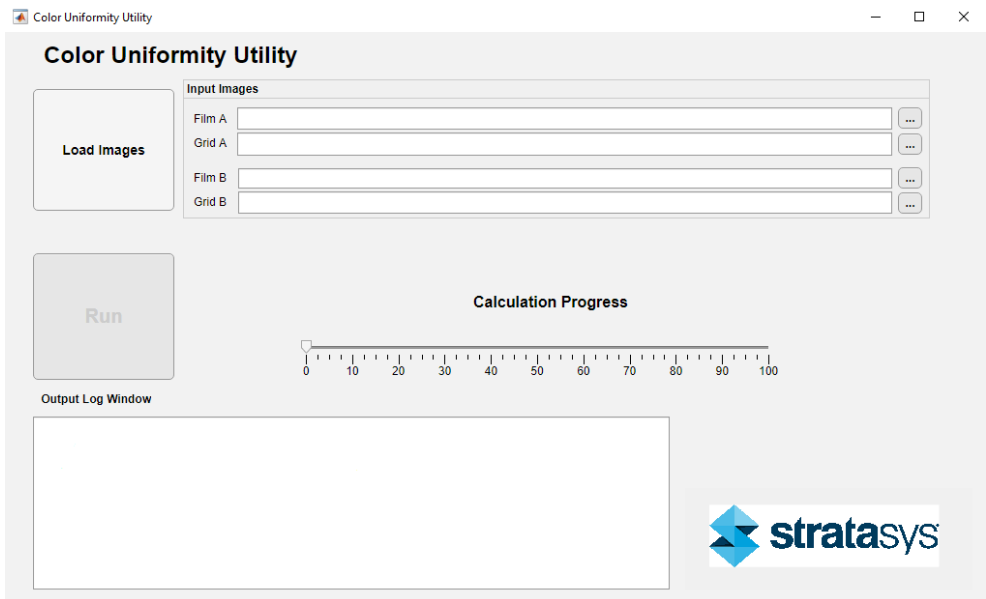 Color Uniformity Utility
Color Uniformity Utility
Input Images
Load Images
Film A
...
Grid A
...
Film B
...
Grid B
...
Run
Calculation Progress
0 10 20 30 40 50 60 70 80 90 100
Output Log Window
stratasys